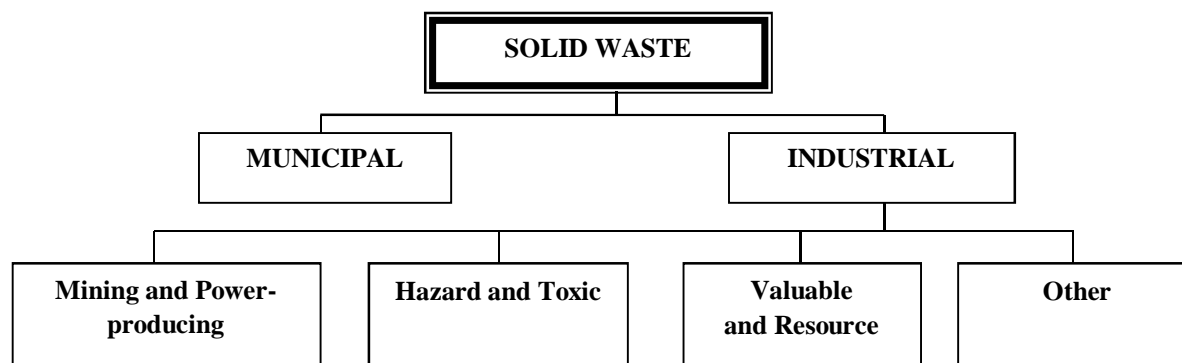 SOLID WASTE
MUNICIPAL
INDUSTRIAL
Mining and Power-
producing
Hazard and Toxic
Valuable
and Resource
Other